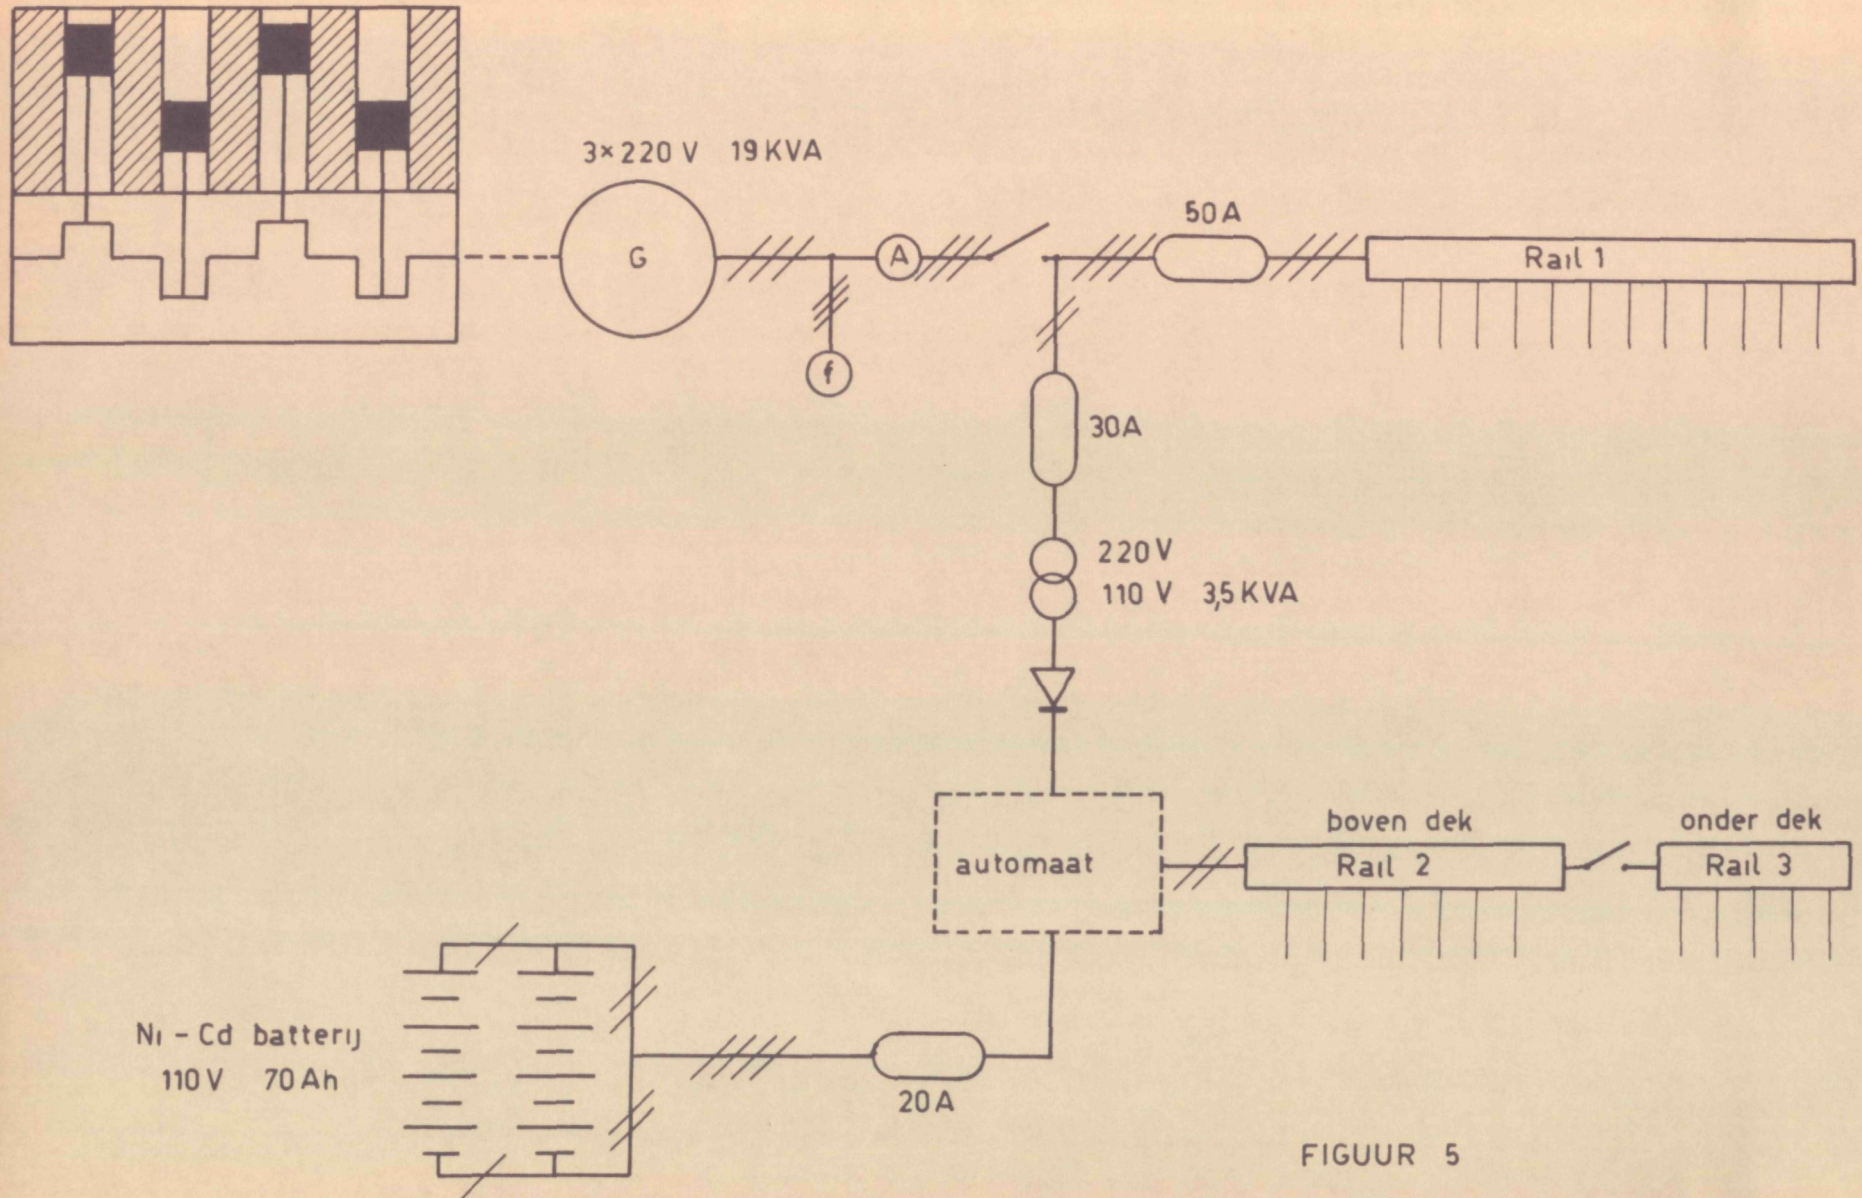 3×220 V 19 KVA
G
A
f
50 A
Rail 1
30A
220 V
110 V 3,5 KVA
automaat
boven dek
Rail 2
onder dek
Rail 3
Ni - Cd batterij
110 V 70 Ah
20 A
FIGUUR 5